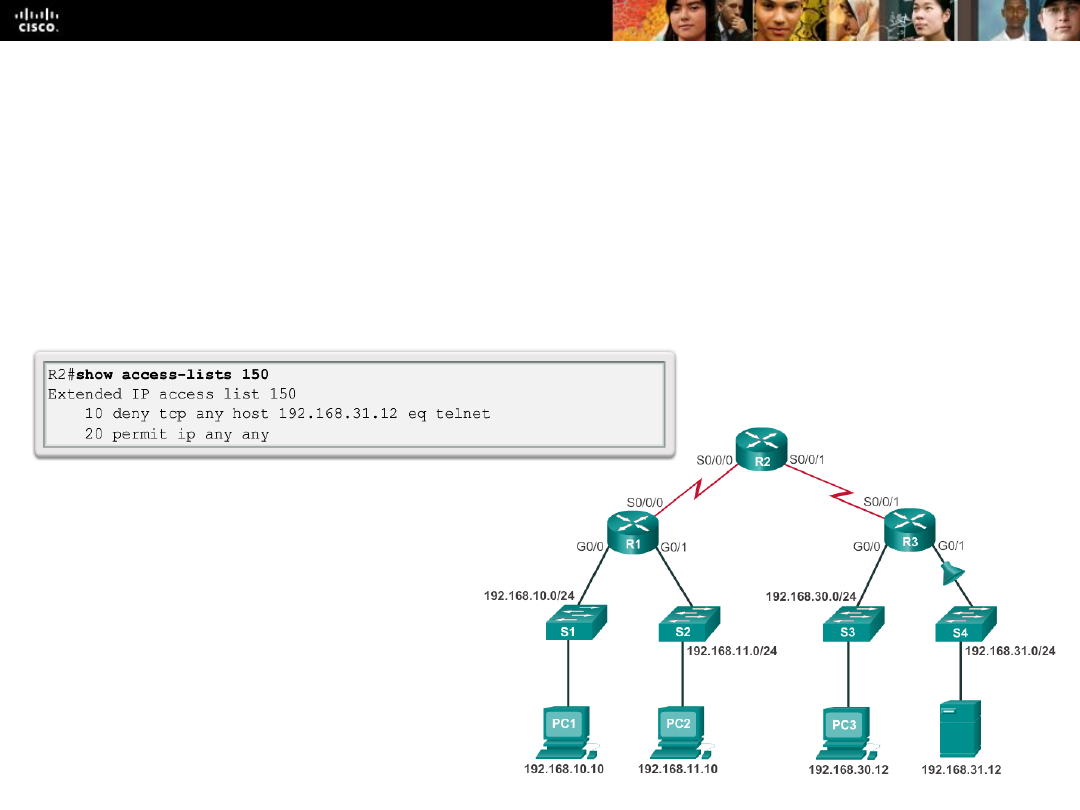 CISCO.
R2#show access-lists 150
Extended IP access list 150
10 deny tcp any host 192.168.31.12 eq telnet
20 permit ip any any
R2
S0/0/0
S0/0/1
S0/0/0
S0/0/1
R1
R3
G0/0
G0/1
G0/0
G0/1
192.168.10.0/24
192.168.30.0/24
S1
S2
S3
S4
192.168.11.0/24
192.168.31.0/24
PC1
PC2
PC3
192.168.10.10
192.168.11.10
192.168.30.12
192.168.31.12